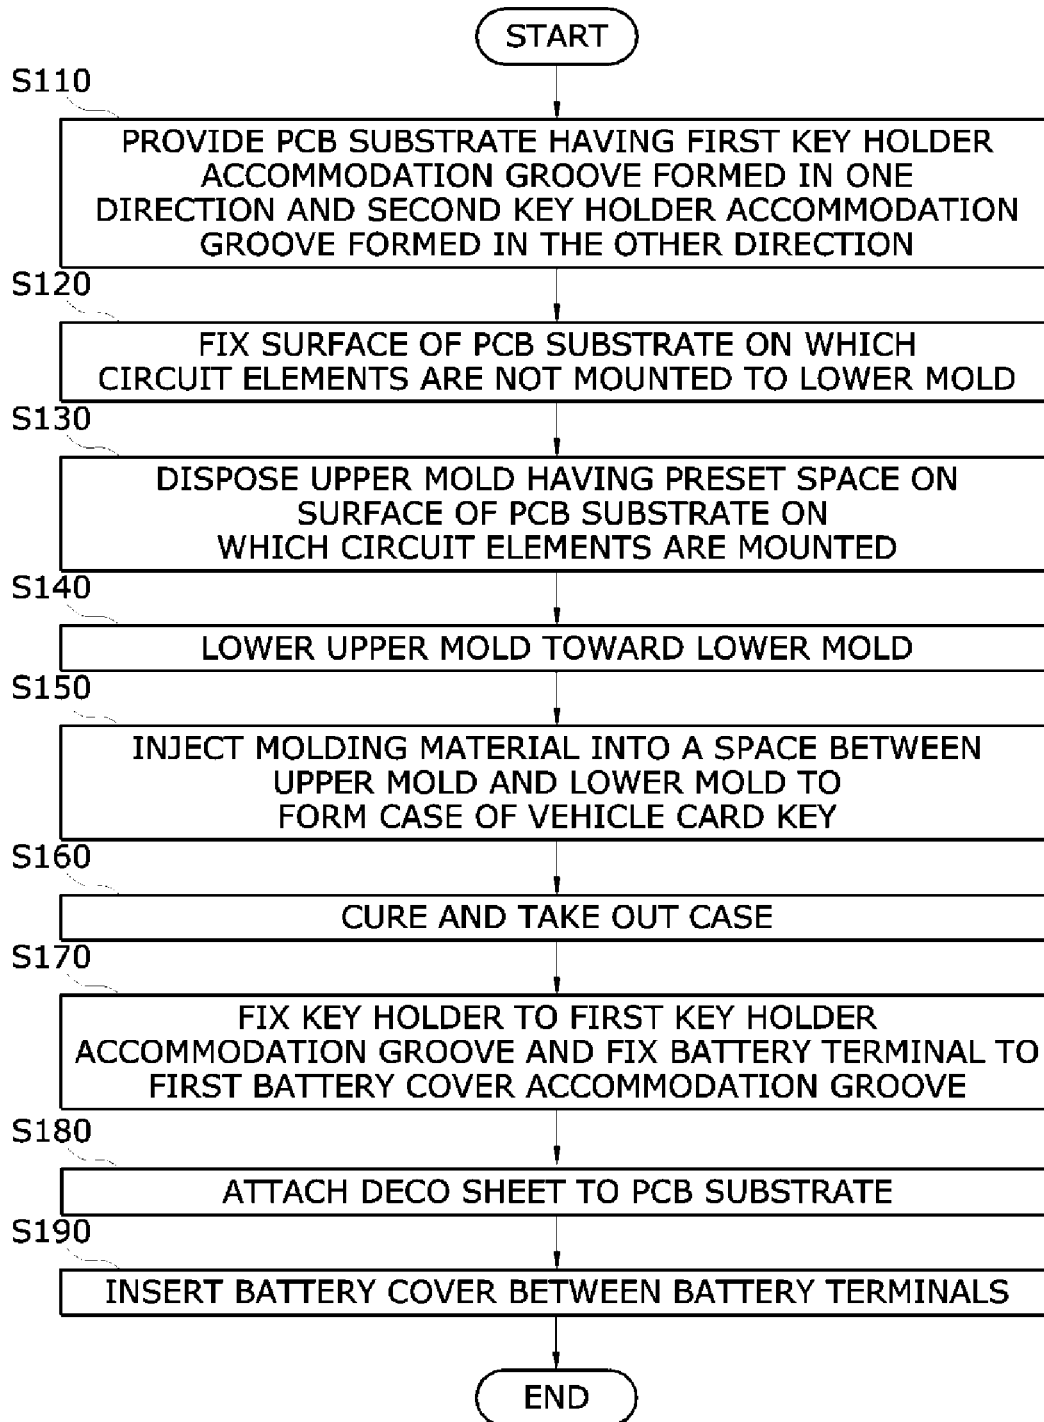 START
S110
PROVIDE PCB SUBSTRATE HAVING FIRST KEY HOLDER
ACCOMMODATION GROOVE FORMED IN ONE
DIRECTION AND SECOND KEY HOLDER ACCOMMODATION
GROOVE FORMED IN THE OTHER DIRECTION
S120
FIX SURFACE OF PCB SUBSTRATE ON WHICH
CIRCUIT ELEMENTS ARE NOT MOUNTED TO LOWER MOLD
S130
DISPOSE UPPER MOLD HAVING PRESET SPACE ON
SURFACE OF PCB SUBSTRATE ON
WHICH CIRCUIT ELEMENTS ARE MOUNTED
S140
LOWER UPPER MOLD TOWARD LOWER MOLD
S150
INJECT MOLDING MATERIAL INTO A SPACE BETWEEN
UPPER MOLD AND LOWER MOLD TO
FORM CASE OF VEHICLE CARD KEY
S160
CURE AND TAKE OUT CASE
S170
FIX KEY HOLDER TO FIRST KEY HOLDER
ACCOMMODATION GROOVE AND FIX BATTERY TERMINAL TO
FIRST BATTERY COVER ACCOMMODATION GROOVE
S180
ATTACH DECO SHEET TO PCB SUBSTRATE
S190
INSERT BATTERY COVER BETWEEN BATTERY TERMINALS
END